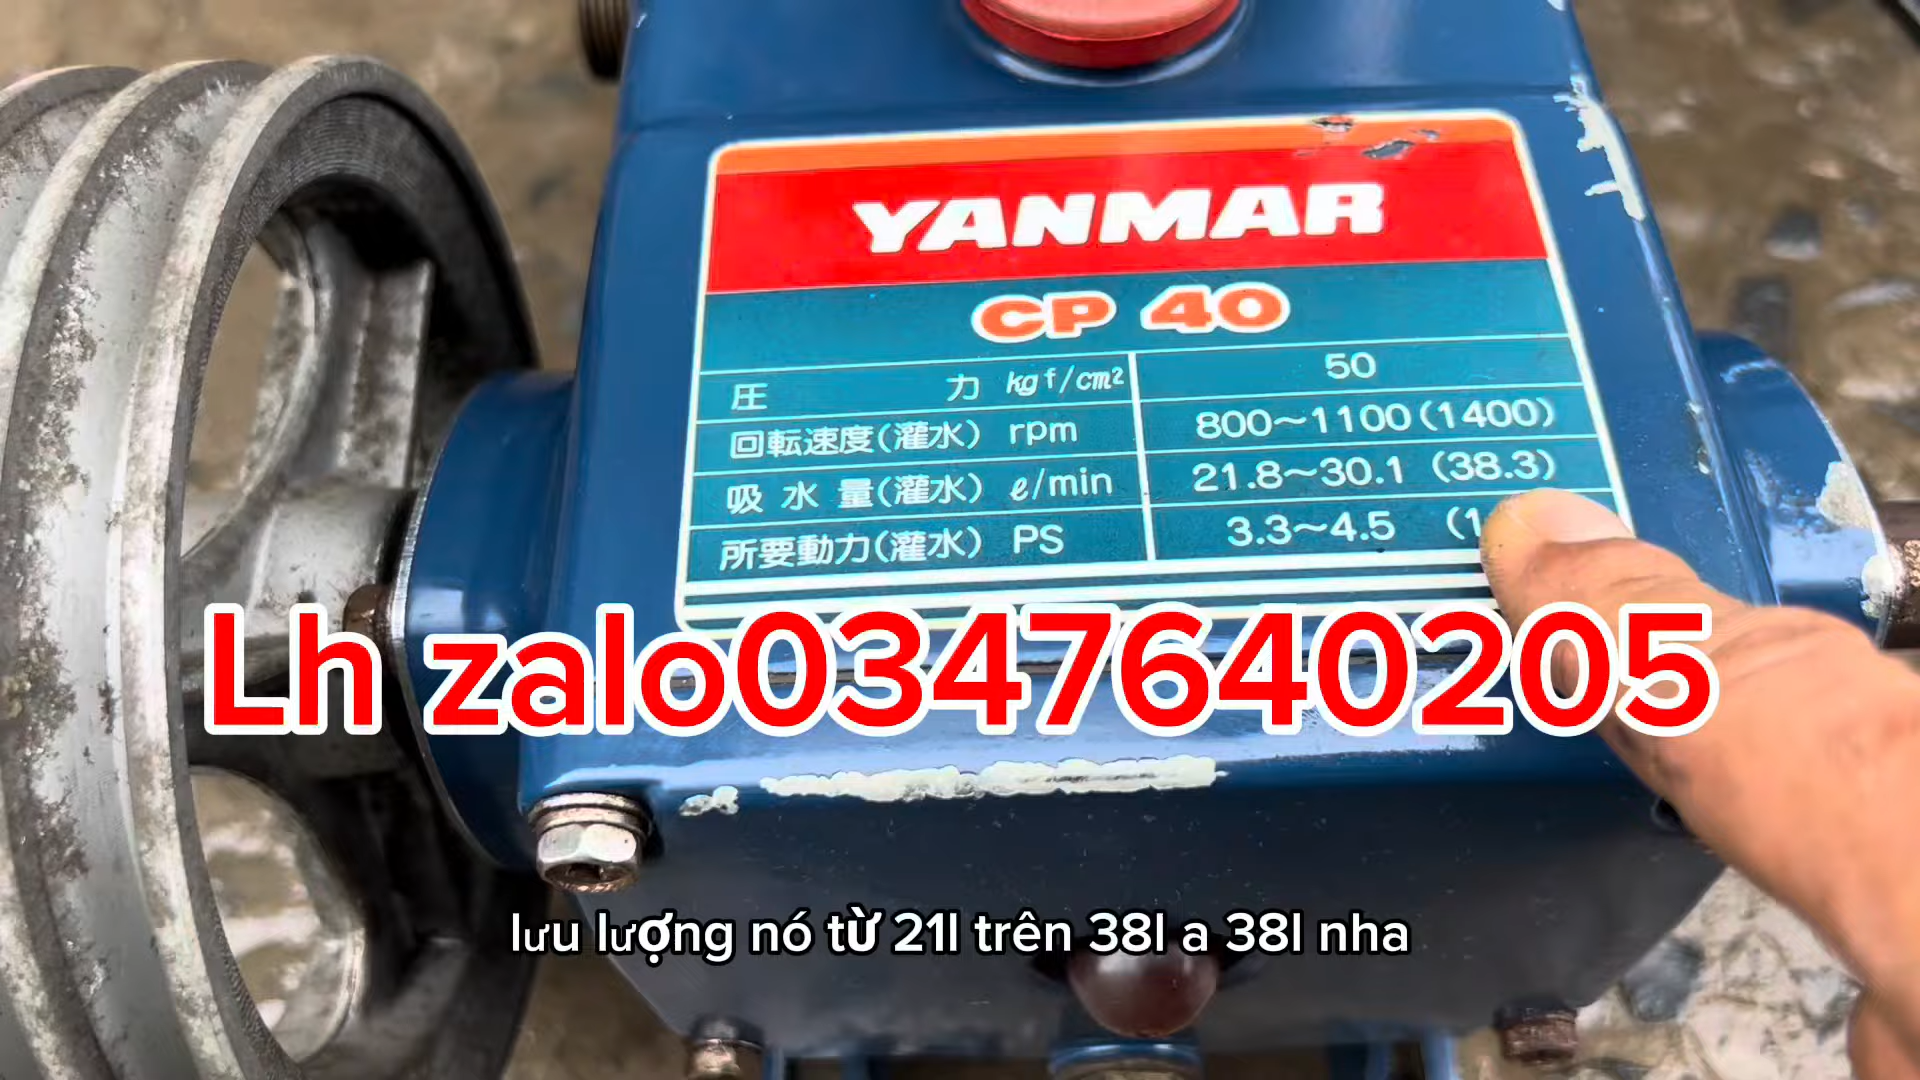 YANMAR
CP 40
圧 力 kgf/cm2 50
回転速度(灌水) rpm 800~1100(1400)
吸水量(灌水) ℓ/min 21.8~30.1 (38.3)
所要動力(灌水) PS 3.3~4.5 (1
Lh zalo0347640205
lưu lượng nó từ 21l trên 38l a 38l nha